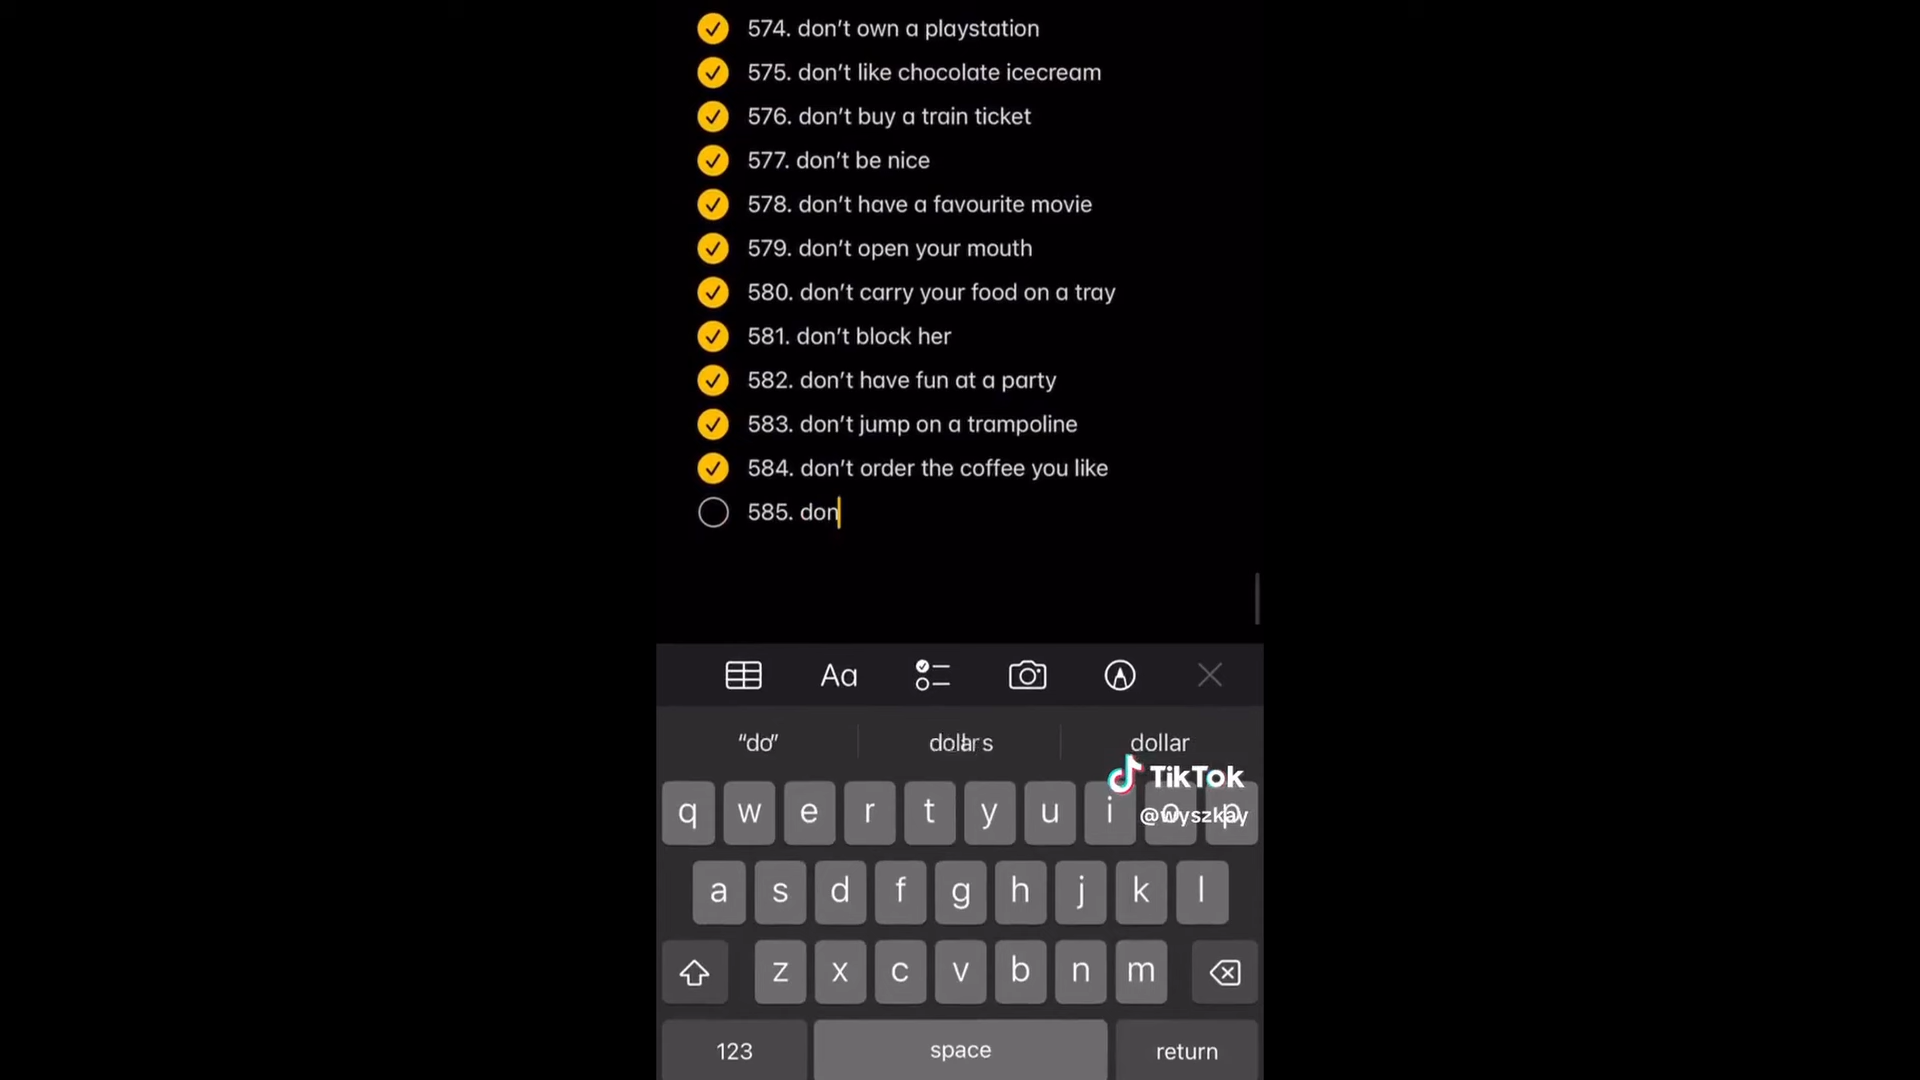 574. don't own a playstation
575. don't like chocolate icecream
576. don't buy a train ticket
577. don't be nice
578. don't have a favourite movie
579. don't open your mouth
580. don't carry your food on a tray
581. don't block her
582. don't have fun at a party
583. don't jump on a trampoline
584. don't order the coffee you like
585. don
Aa
“do” dollars dollar
TikTok
@wyszkay
q w e r t y u i o p
a s d f g h j k l
z x c v b n m
123 space return